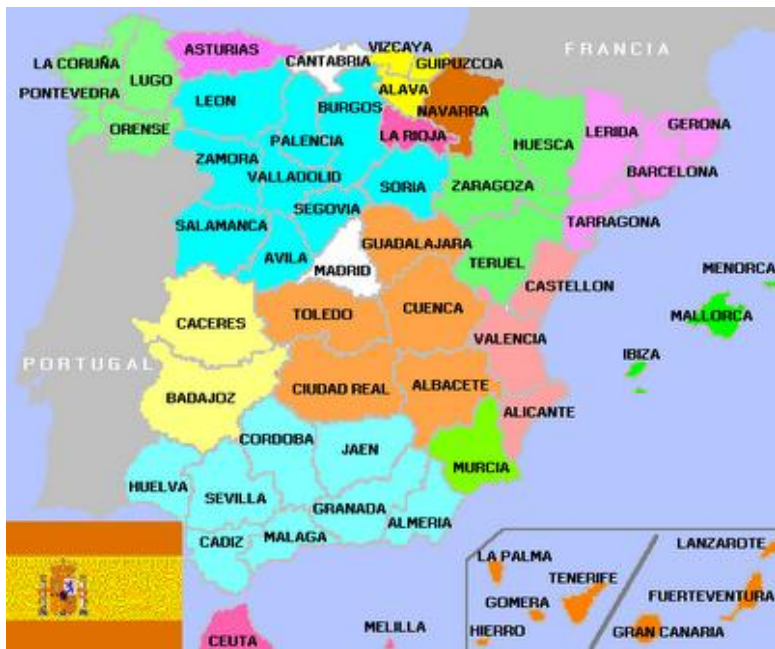 ASTURIAS
CANTABRIA
VIZCAYA
GUIPUZCOA
FRANCIA
LA CORUÑA
LUGO
PONTEVEDRA
ORENSE
LEON
PALENCIA
BURGOS
ALAVA
NAVARRA
LA RIOJA
HUESCA
LERIDA
GERONA
BARCELONA
ZAMORA
VALLADOLID
SORIA
ZARAGOZA
TARRAGONA
SALAMANCA
SEGOVIA
AVILA
MADRID
GUADALAJARA
TERUEL
CASTELLON
MENORCA
MALLORCA
IBIZA
PORTUGAL
CACERES
TOLEDO
CUENCA
VALENCIA
BADAJOZ
CIUDAD REAL
ALBACETE
ALICANTE
CORDOBA
JAEN
MURCIA
HUELVA
SEVILLA
GRANADA
ALMERIA
CADIZ
MALAGA
LA PALMA
TENERIFE
GOMERA
HIERRO
LANZAROTE
FUERTEVENTURA
GRAN CANARIA
CEUTA
MELILLA